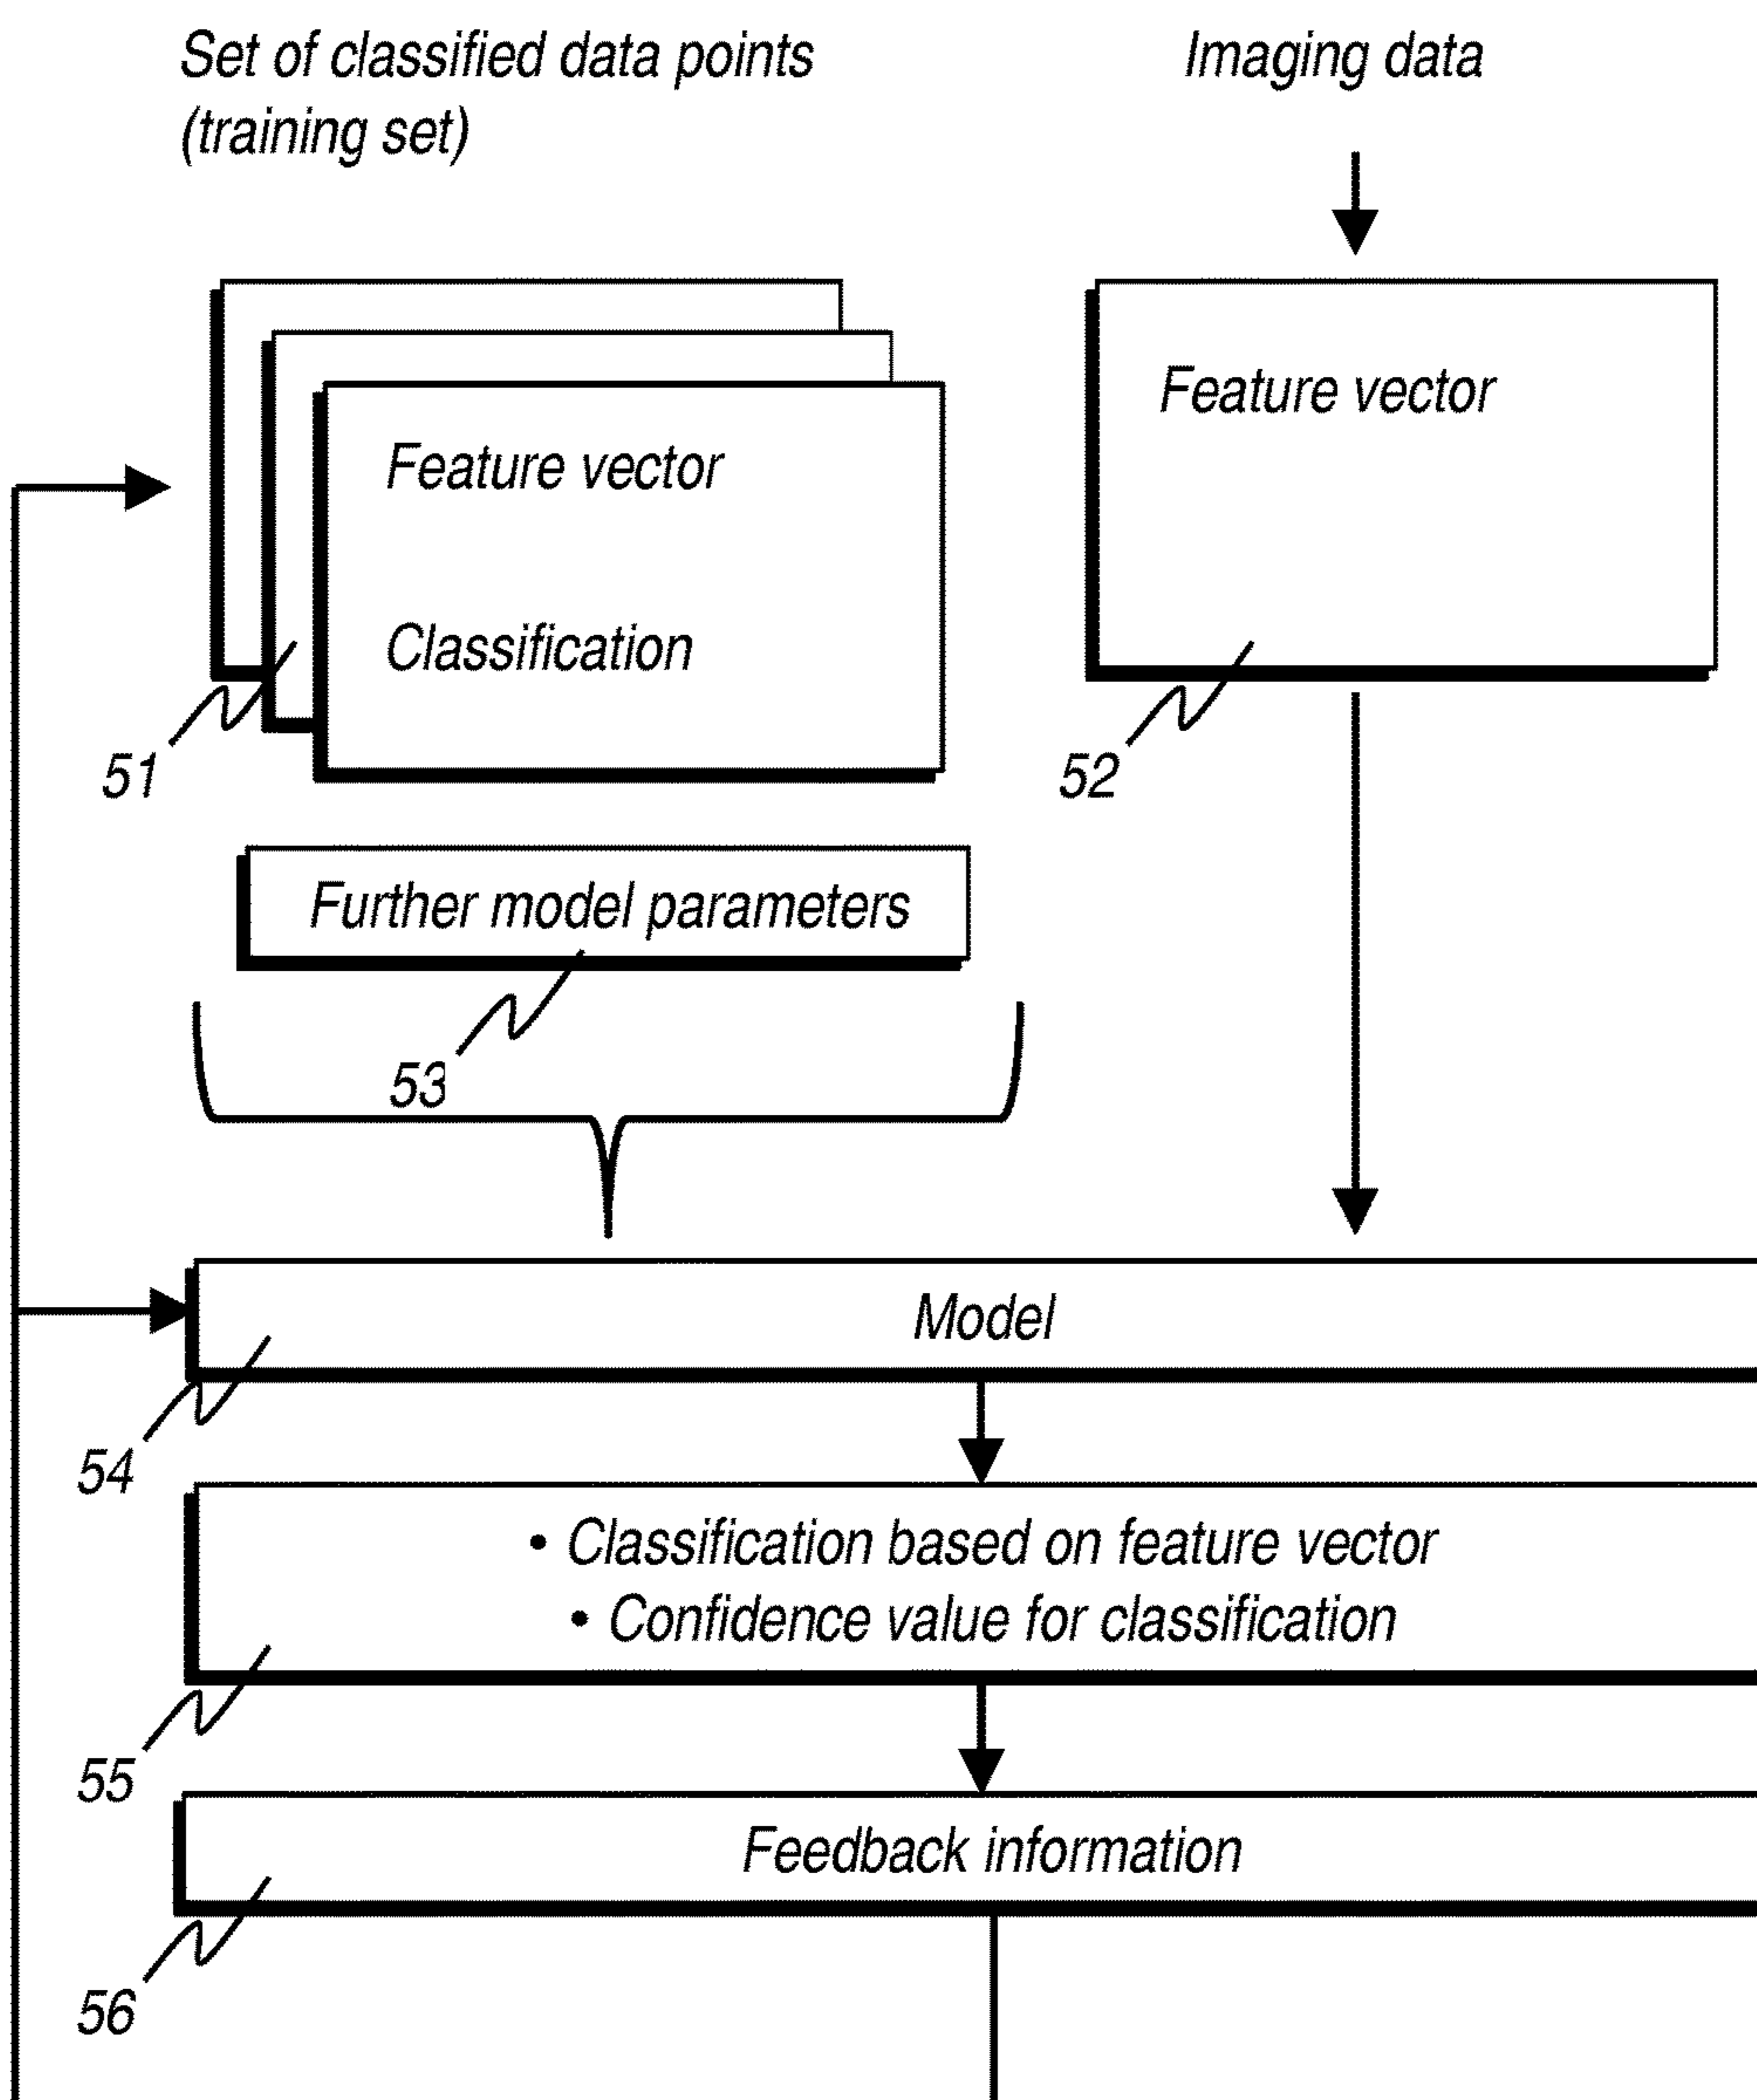 Set of classified data points
(training set)
Imaging data
Feature vector
Classification
51
Feature vector
52
Further model parameters
53
Model
54
• Classification based on feature vector
• Confidence value for classification
55
Feedback information
56